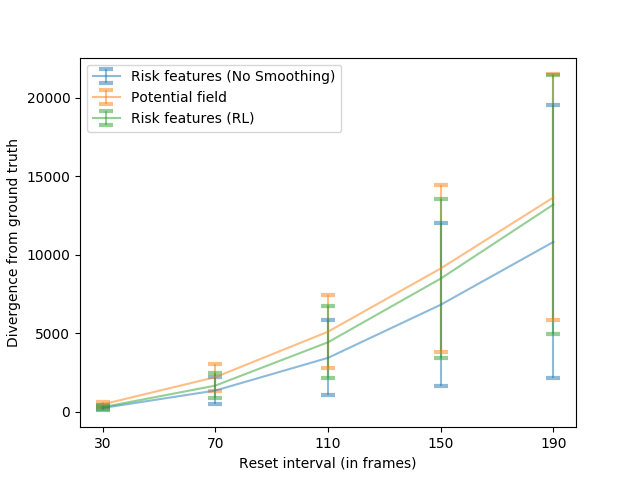 Risk features (No Smoothing)
Potential field
Risk features (RL)
Divergence from ground truth
20000
15000
10000
5000
0
30 70 110 150 190
Reset interval (in frames)